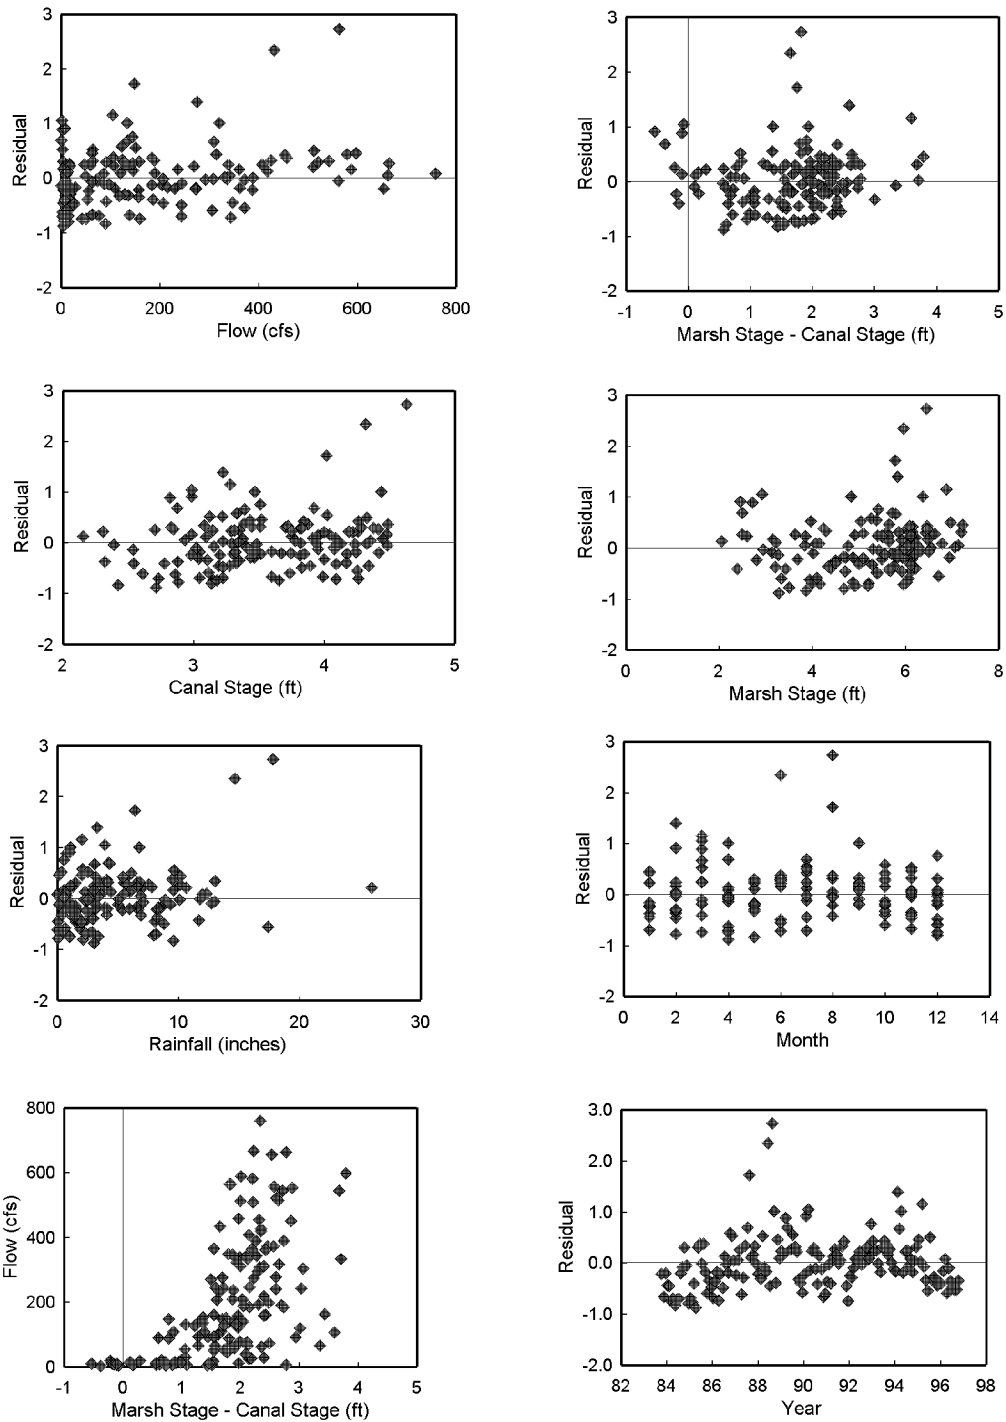 3
2
1
0
-1
-2
Residual
0 200 400 600 800
Flow (cfs)
3
2
1
0
-1
-2
Residual
-1 0 1 2 3 4 5
Marsh Stage - Canal Stage (ft)
3
2
1
0
-1
-2
Residual
2 3 4 5
Canal Stage (ft)
3
2
1
0
-1
-2
Residual
0 2 4 6 8
Marsh Stage (ft)
3
2
1
0
-1
-2
Residual
0 10 20 30
Rainfall (inches)
3
2
1
0
-1
-2
Residual
0 2 4 6 8 10 12 14
Month
800
600
400
200
0
Flow (cfs)
-1 0 1 2 3 4 5
Marsh Stage - Canal Stage (ft)
3.0
2.0
1.0
0.0
-1.0
-2.0
Residual
82 84 86 88 90 92 94 96 98
Year